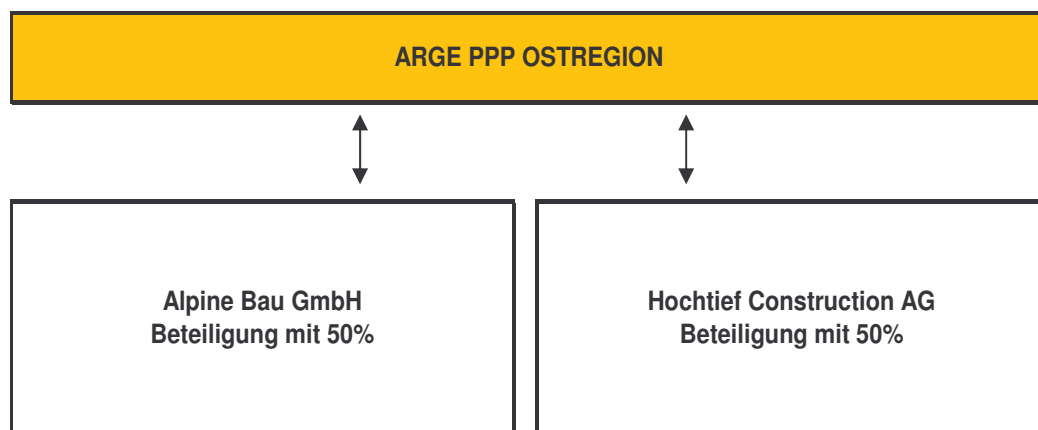 ARGE PPP OSTREGION
Alpine Bau GmbH
Beteiligung mit 50%
Hochtief Construction AG
Beteiligung mit 50%